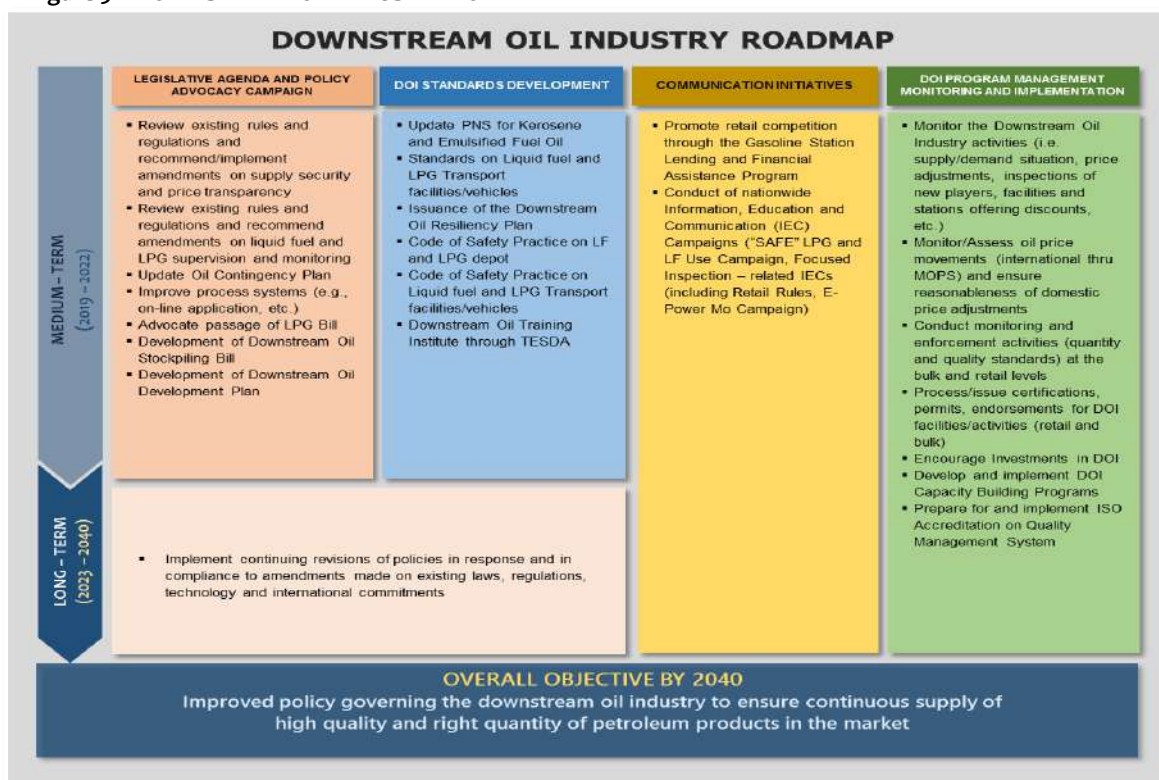 DOWNSTREAM OIL INDUSTRY ROADMAP
MEDIUM – TERM
(2019 – 2022)
LONG – TERM
(2023 – 2040)
LEGISLATIVE AGENDA AND POLICY
ADVOCACY CAMPAIGN
▪ Review existing rules and
regulations and
recommend/implement
amendments on supply security
and price transparency
▪ Review existing rules and
regulations and recommend
amendments on liquid fuel and
LPG supervision and monitoring
▪ Update Oil Contingency Plan
▪ Improve process systems (e.g.,
on-line application, etc.)
▪ Advocate passage of LPG Bill
▪ Development of Downstream Oil
Stockpiling Bill
▪ Development of Downstream Oil
Development Plan
DOI STANDARDS DEVELOPMENT
▪ Update PNS for Kerosene
and Emulsified Fuel Oil
▪ Standards on Liquid fuel and
LPG Transport
facilities/vehicles
▪ Issuance of the Downstream
Oil Resiliency Plan
▪ Code of Safety Practice on LF
and LPG depot
▪ Code of Safety Practice on
Liquid fuel and LPG Transport
facilities/vehicles
▪ Downstream Oil Training
Institute through TESDA
▪ Implement continuing revisions of policies in response and in
compliance to amendments made on existing laws, regulations,
technology and international commitments
COMMUNICATION INITIATIVES
▪ Promote retail competition
through the Gasoline Station
Lending and Financial
Assistance Program
▪ Conduct of nationwide
Information, Education and
Communication (IEC)
Campaigns ("SAFE" LPG and
LF Use Campaign, Focused
Inspection – related IECs
(including Retail Rules, E-
Power Mo Campaign)
DOI PROGRAM MANAGEMENT
MONITORING AND IMPLEMENTATION
▪ Monitor the Downstream Oil
Industry activities (i.e.
supply/demand situation, price
adjustments, inspections of
new players, facilities and
stations offering discounts,
etc.)
▪ Monitor/Assess oil price
movements (international thru
MOPS) and ensure
reasonableness of domestic
price adjustments
▪ Conduct monitoring and
enforcement activities (quantity
and quality standards) at the
bulk and retail levels
▪ Process/issue certifications,
permits, endorsements for DOI
facilities/activities (retail and
bulk)
▪ Encourage Investments in DOI
▪ Develop and implement DOI
Capacity Building Programs
▪ Prepare for and implement ISO
Accreditation on Quality
Management System
OVERALL OBJECTIVE BY 2040
Improved policy governing the downstream oil industry to ensure continuous supply of
high quality and right quantity of petroleum products in the market